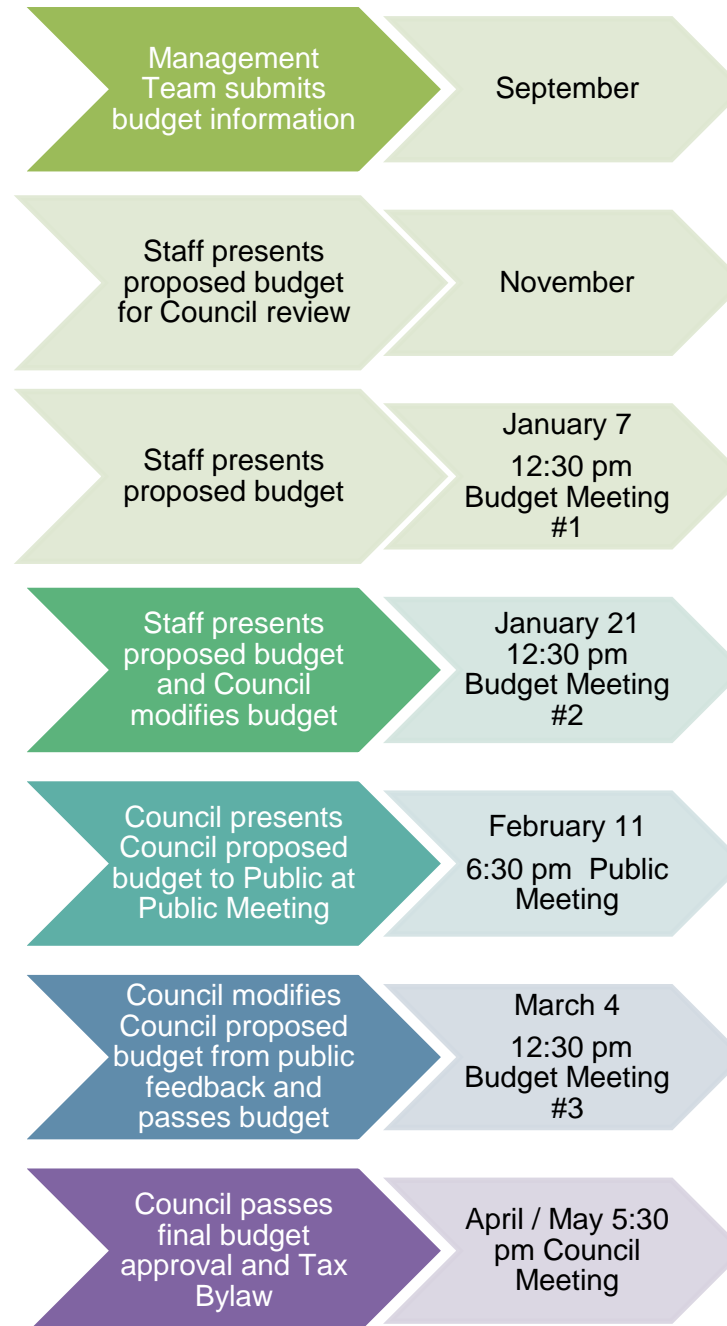 Management
Team submits
budget information
September
Staff presents
proposed budget
for Council review
November
Staff presents
proposed budget
January 7
12:30 pm
Budget Meeting
#1
Staff presents
proposed budget
and Council
modifies budget
January 21
12:30 pm
Budget Meeting
#2
Council presents
Council proposed
budget to Public at
Public Meeting
February 11
6:30 pm  Public
Meeting
Council modifies
Council proposed
budget from public
feedback and
passes budget
March 4
12:30 pm
Budget Meeting
#3
Council passes
final budget
approval and Tax
Bylaw
April / May 5:30
pm Council
Meeting